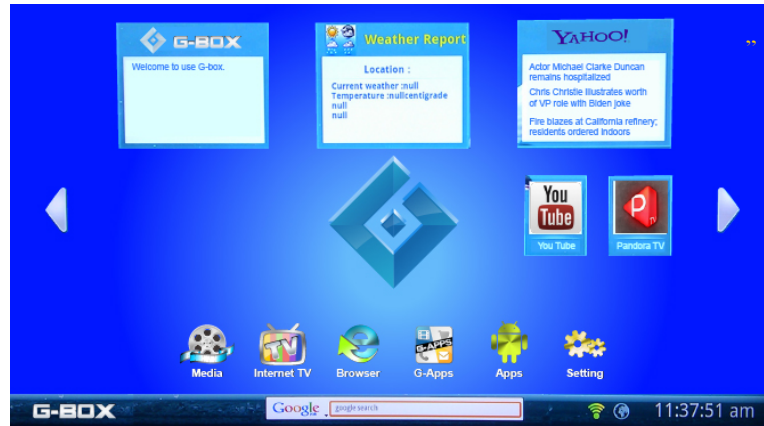 G-BOX
Welcome to use G-box.
Weather Report
Location :
Current weather :null
Temperature :nullcentigrade
null
null
YAHOO!
Actor Michael Clarke Duncan
remains hospitalized
Chris Christie illustrates worth
of VP role with Biden joke
Fire blazes at California refinery;
residents ordered indoors
You
Tube
You Tube
P
TV
Pandora TV
TV
G-APPS
Media
Internet TV
Browser
G-Apps
Apps
Setting
G-BOX
Google
google search
11:37:51 am